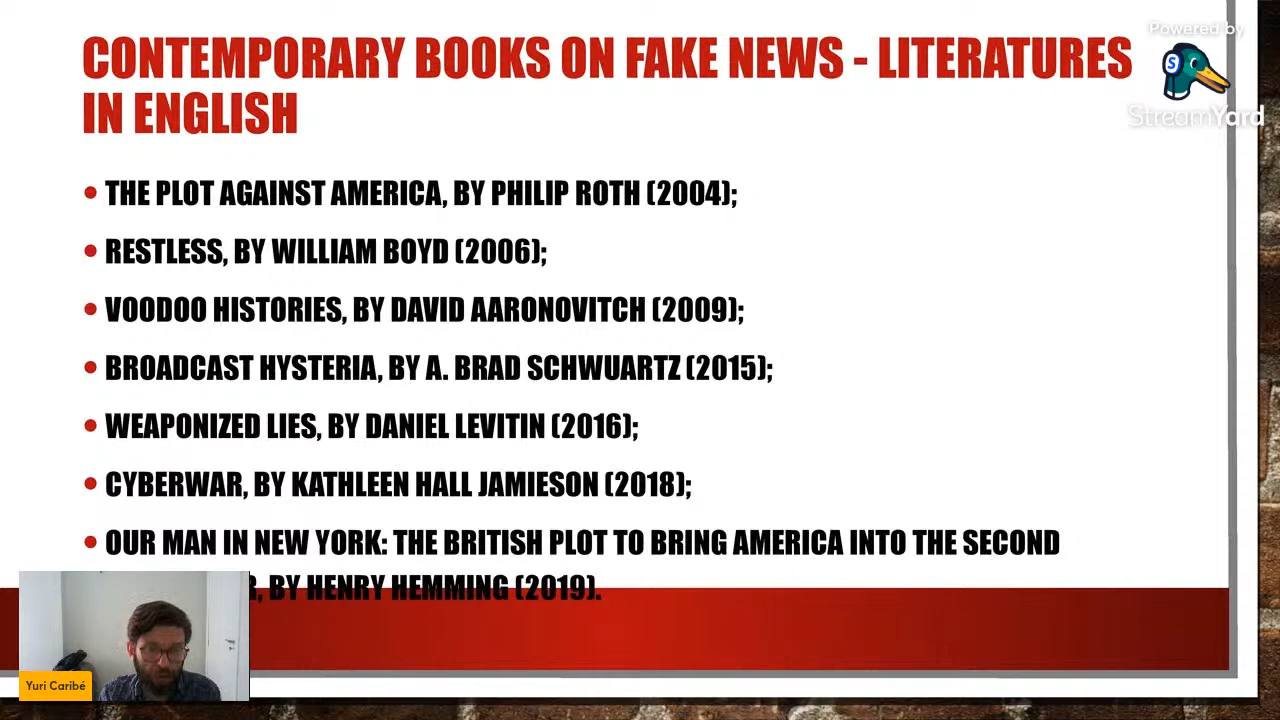 CONTEMPORARY BOOKS ON FAKE NEWS - LITERATURES
IN ENGLISH
Powered by
S
StreamYard
• THE PLOT AGAINST AMERICA, BY PHILIP ROTH (2004);
• RESTLESS, BY WILLIAM BOYD (2006);
• VOODOO HISTORIES, BY DAVID AARONOVITCH (2009);
• BROADCAST HYSTERIA, BY A. BRAD SCHWUARTZ (2015);
• WEAPONIZED LIES, BY DANIEL LEVITIN (2016);
• CYBERWAR, BY KATHLEEN HALL JAMIESON (2018);
• OUR MAN IN NEW YORK: THE BRITISH PLOT TO BRING AMERICA INTO THE SECOND
BY HENRY HEMMING (2019).
Yuri Caribé